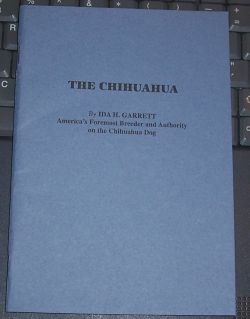 THE CHIHUAHUA
By IDA H. GARRETT
America's Foremost Breeder and Authority
on the Chihuahua Dog